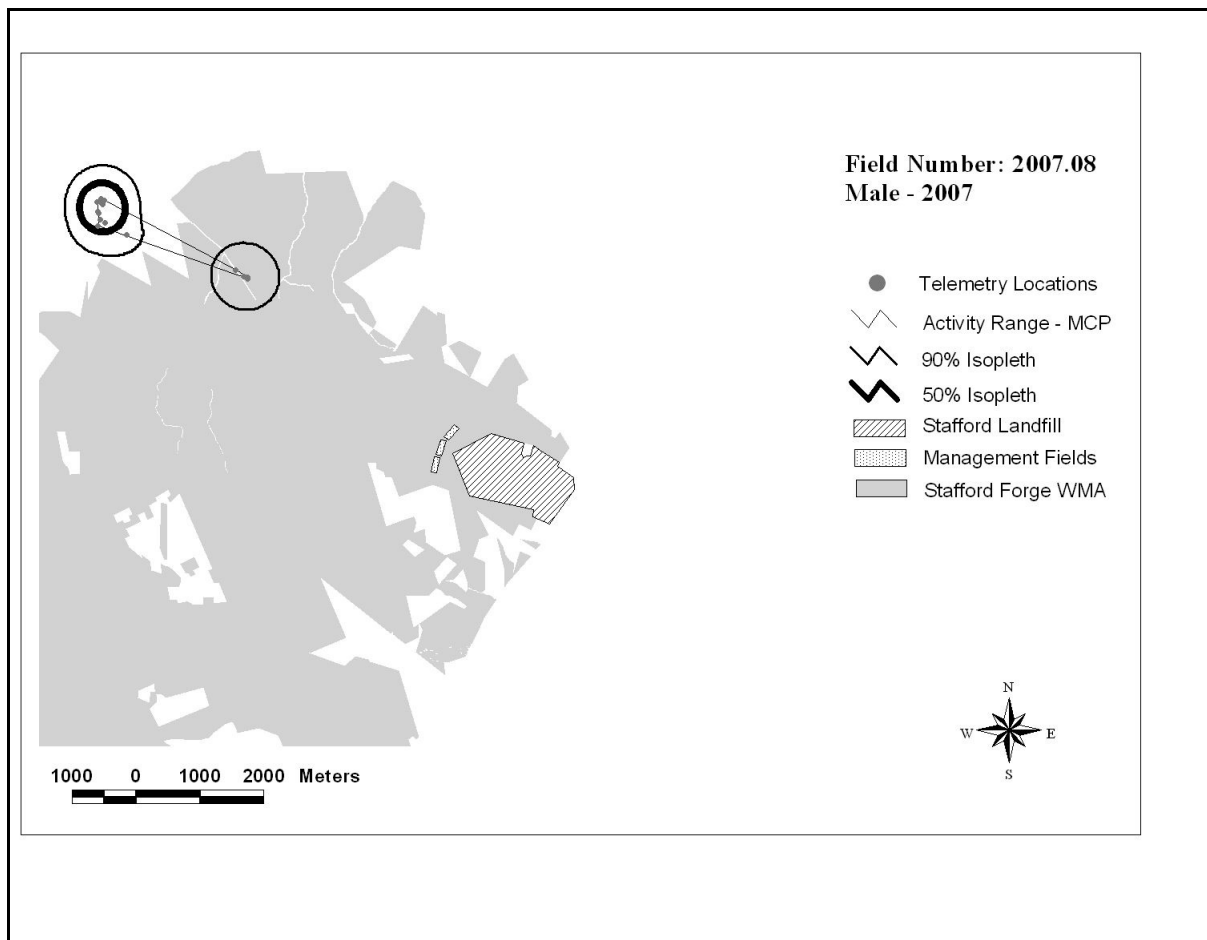 Field Number: 2007.08
Male - 2007
Telemetry Locations
Activity Range - MCP
90% Isopleth
50% Isopleth
Stafford Landfill
Management Fields
Stafford Forge WMA
N
W E
S
1000 0 1000 2000 Meters